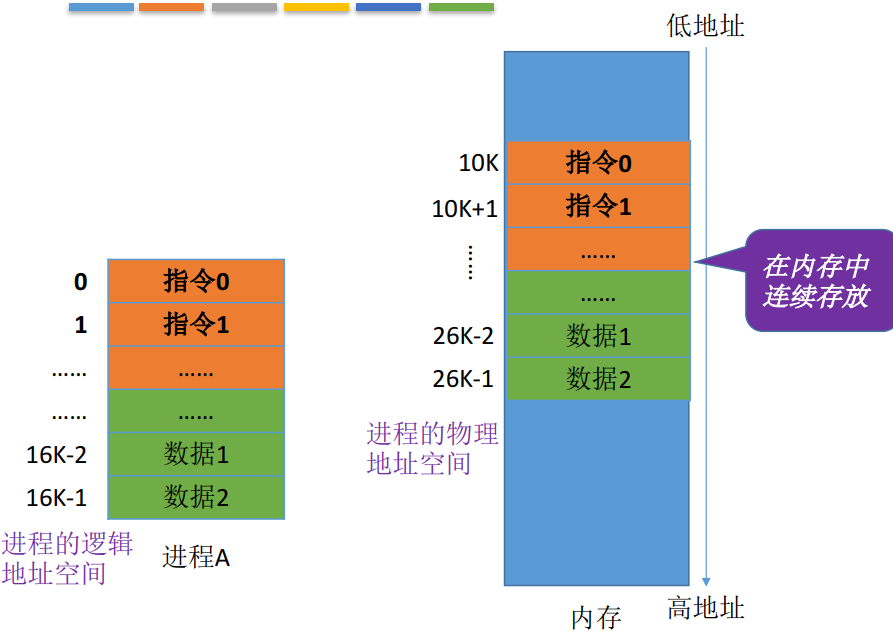 低地址
10K
指令0
10K+1
指令1
……
……
……
26K-2
数据1
26K-1
数据2
在内存中
连续存放
0
指令0
1
指令1
……
……
……
……
16K-2
数据1
16K-1
数据2
进程的物理
地址空间
进程的逻辑
地址空间
进程A
内存
高地址